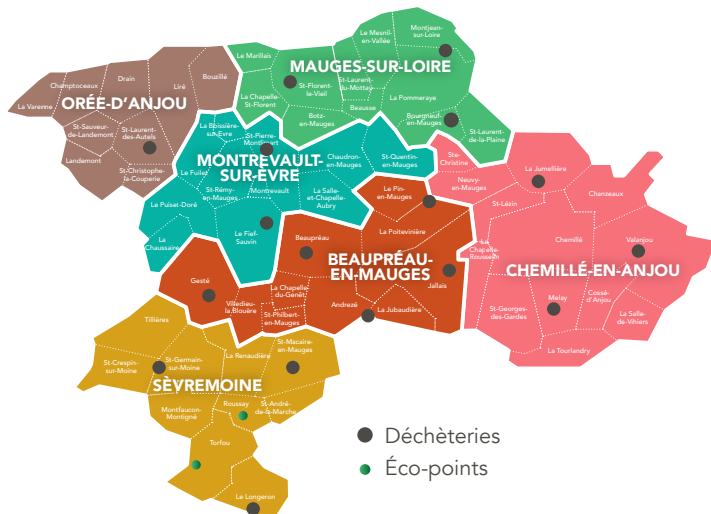 Le Mesnil-
en-Vallée
Montjean-
sur-Loire
Le Marillais
MAUGES-SUR-LOIRE
St-Florent-
le-Vieil
St-Laurent-
du-Mottay
La Chapelle-
St-Florent
Botz-
en-Mauges
Beausse
La Pommeraye
Bourgneuf-
en-Mauges
St-Laurent-
de-la-Plaine
Bouzillé
Drain
Liré
Champtoceaux
La Varenne
ORÉE-D'ANJOU
St-Sauveur-
de-Landemont
St-Laurent-
des-Autels
Landemont
St-Christophe-
la-Couperie
La Boissière-
sur-Èvre
St-Pierre-
Montlimart
MONTREVAULT-
SUR-ÈVRE
Chaudron-
en-Mauges
St-Quentin-
en-Mauges
Le Fuilet
St-Rémy-
en-Mauges
Montrevault
La Salle-
et-Chapelle-
Aubry
Le Puiset-Doré
La
Chaussaire
Le Fief-
Sauvin
Ste-
Christine
Neuvy-
en-Mauges
La Jumellière
St-Lézin
Chanzeaux
La
Chapelle-
Rousselin
Chemillé
Valanjou
CHEMILLÉ-EN-ANJOU
St-Georges-
des-Gardes
Melay
Cossé-
d'Anjou
La Salle-
de-Vihiers
La Tourlandry
Le Pin-
en-Mauges
La Poitevinière
Beaupréau
BEAUPRÉAU-
EN-MAUGES
Jallais
Gesté
Villedieu-
la-Blouère
La Chapelle-
du-Genêt
St-Philbert-
en-Mauges
Andrezé
La Jubaudière
Tillières
La Renaudière
St-Macaire-
en-Mauges
St-Crespin-
sur-Moine
St-Germain-
sur-Moine
SÈVREMOINE
Montfaucon-
Montigné
Roussay
St-André-
de-la-Marche
Torfou
Le Longeron
Déchèteries
Éco-points